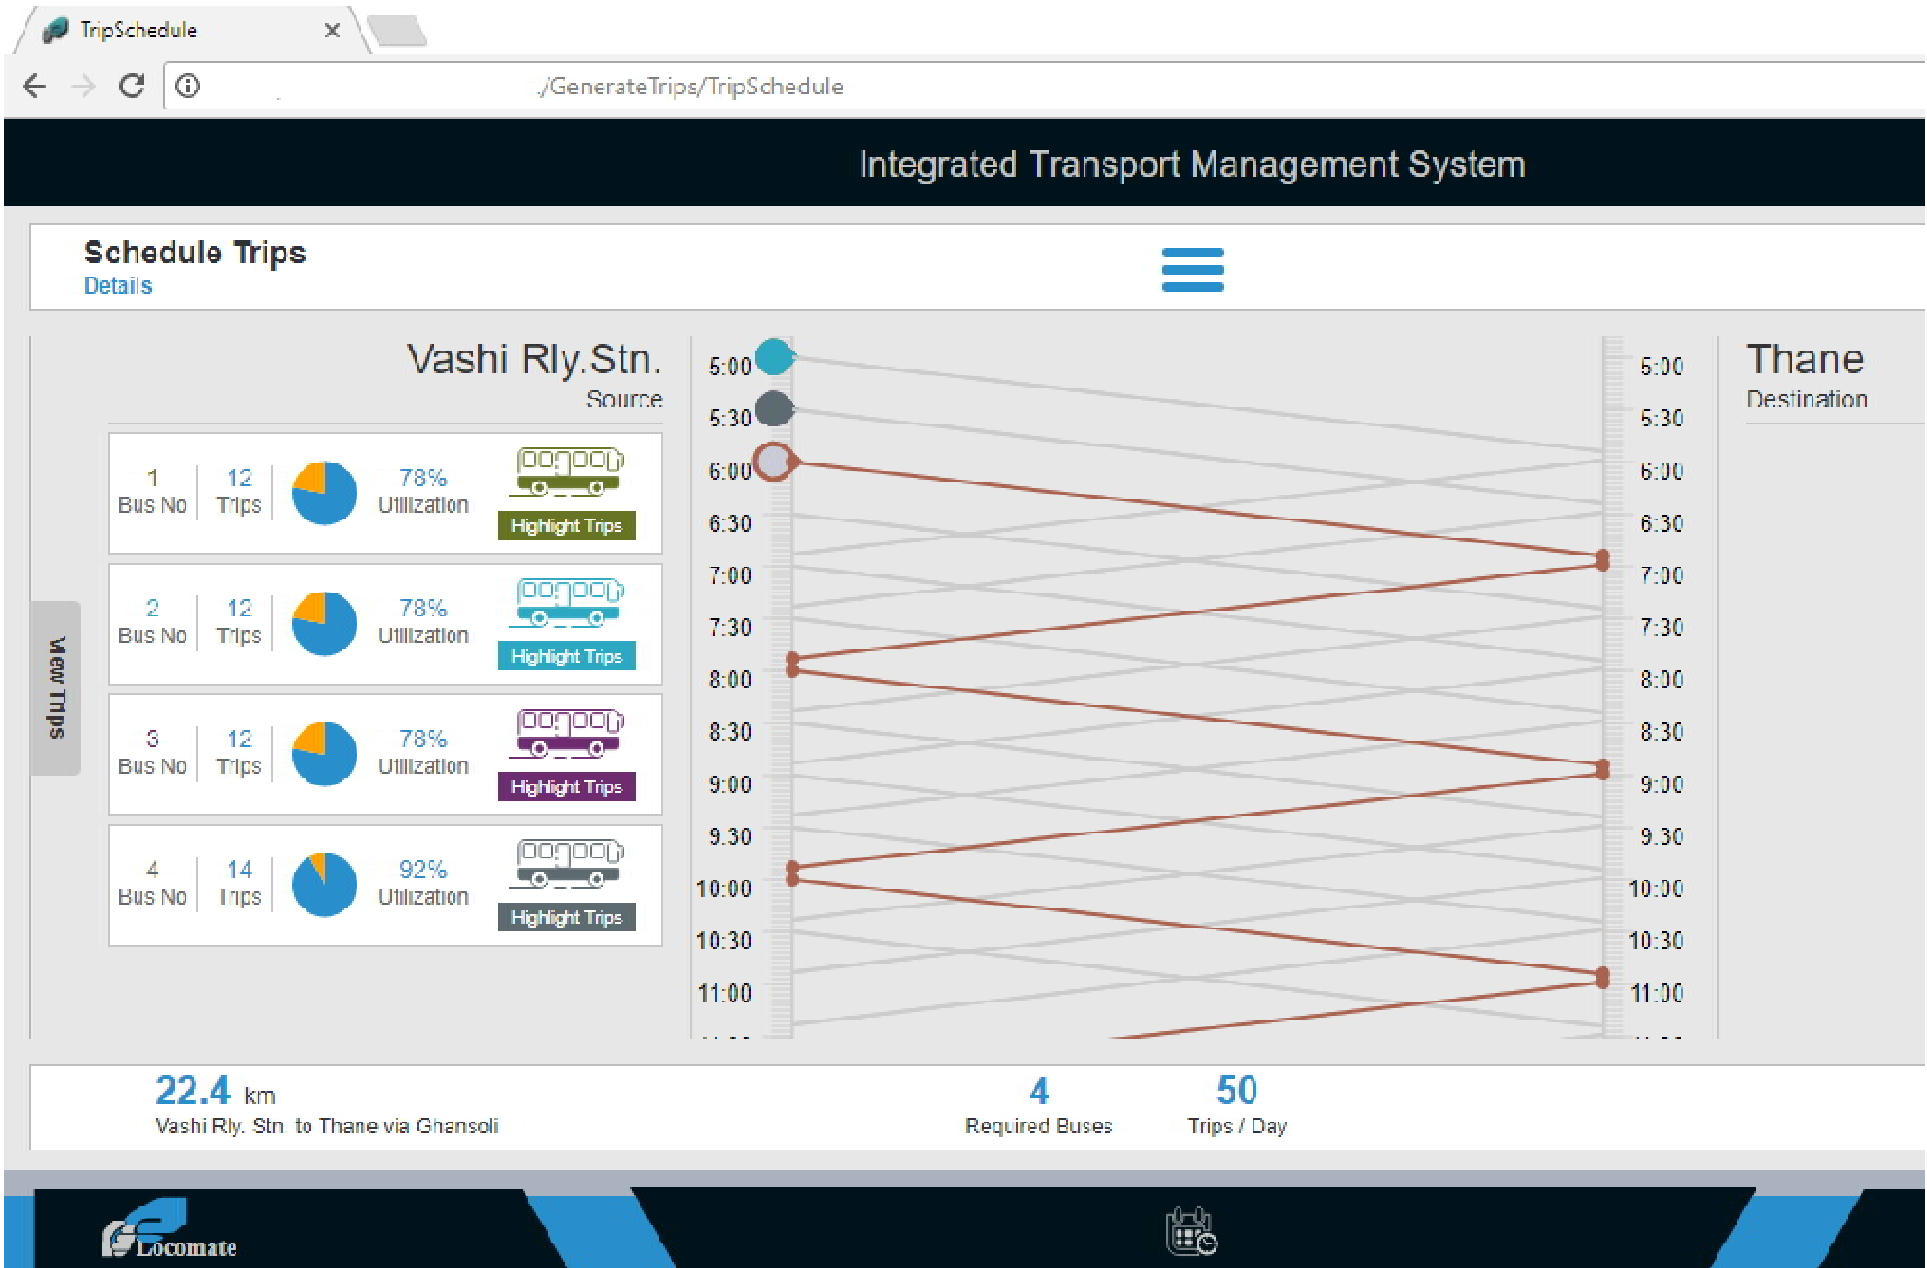 TripSchedule
./GenerateTrips/TripSchedule
Integrated Transport Management System
Schedule Trips
Details
Vashi Rly.Stn.
Source
1 12 78%
Bus No Trips Utilization
Highlight Trips
2 12 78%
Bus No Trips Utilization
Highlight Trips
3 12 78%
Bus No Trips Utilization
Highlight Trips
4 14 92%
Bus No Trips Utilization
Highlight Trips
View Trips
5:00 5:00
5:30 5:30
6:00 6:00
6:30 6:30
7:00 7:00
7:30 7:30
8:00 8:00
8:30 8:30
9:00 9:00
9:30 9:30
10:00 10:00
10:30 10:30
11:00 11:00
Thane
Destination
22.4 km
Vashi Rly. Stn. to Thane via Ghansoli
4
Required Buses
50
Trips / Day
Locomate